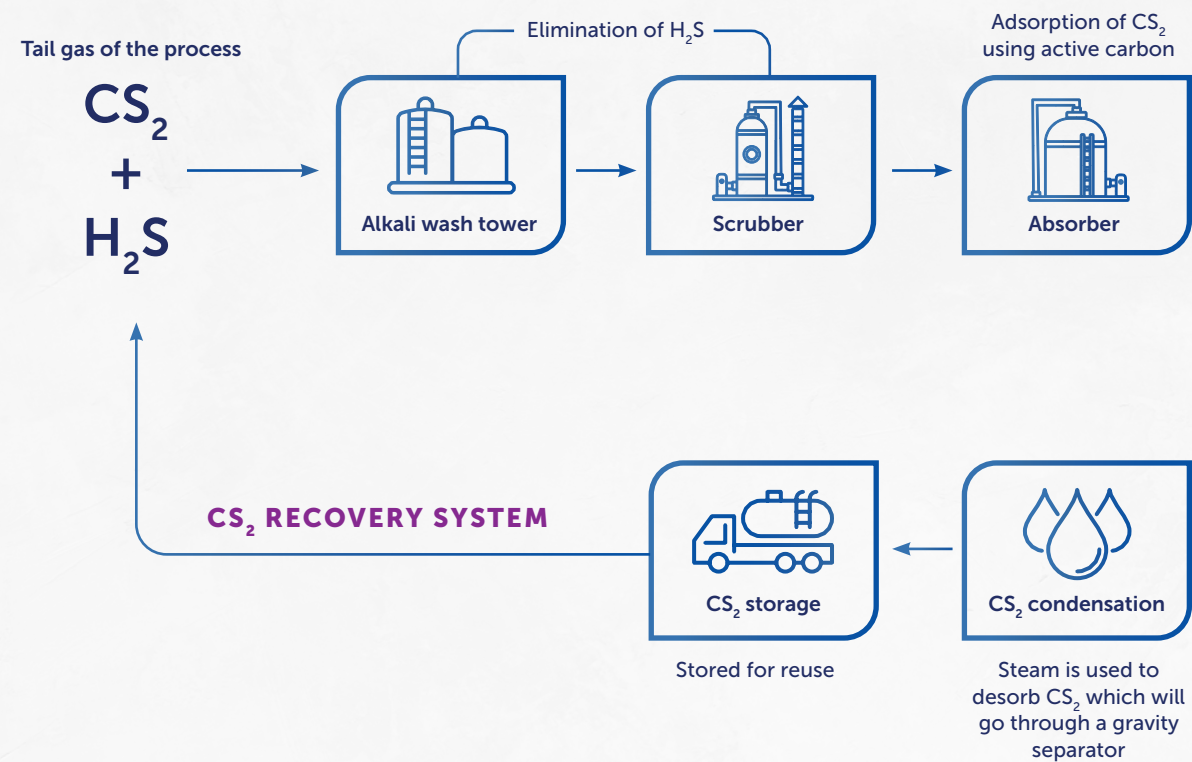 Tail gas of the process
CS₂
+
H₂S
Elimination of H₂S
Alkali wash tower
Scrubber
Adsorption of CS₂
using active carbon
Absorber
CS₂ RECOVERY SYSTEM
CS₂ storage
Stored for reuse
CS₂ condensation
Steam is used to
desorb CS₂ which will
go through a gravity
separator